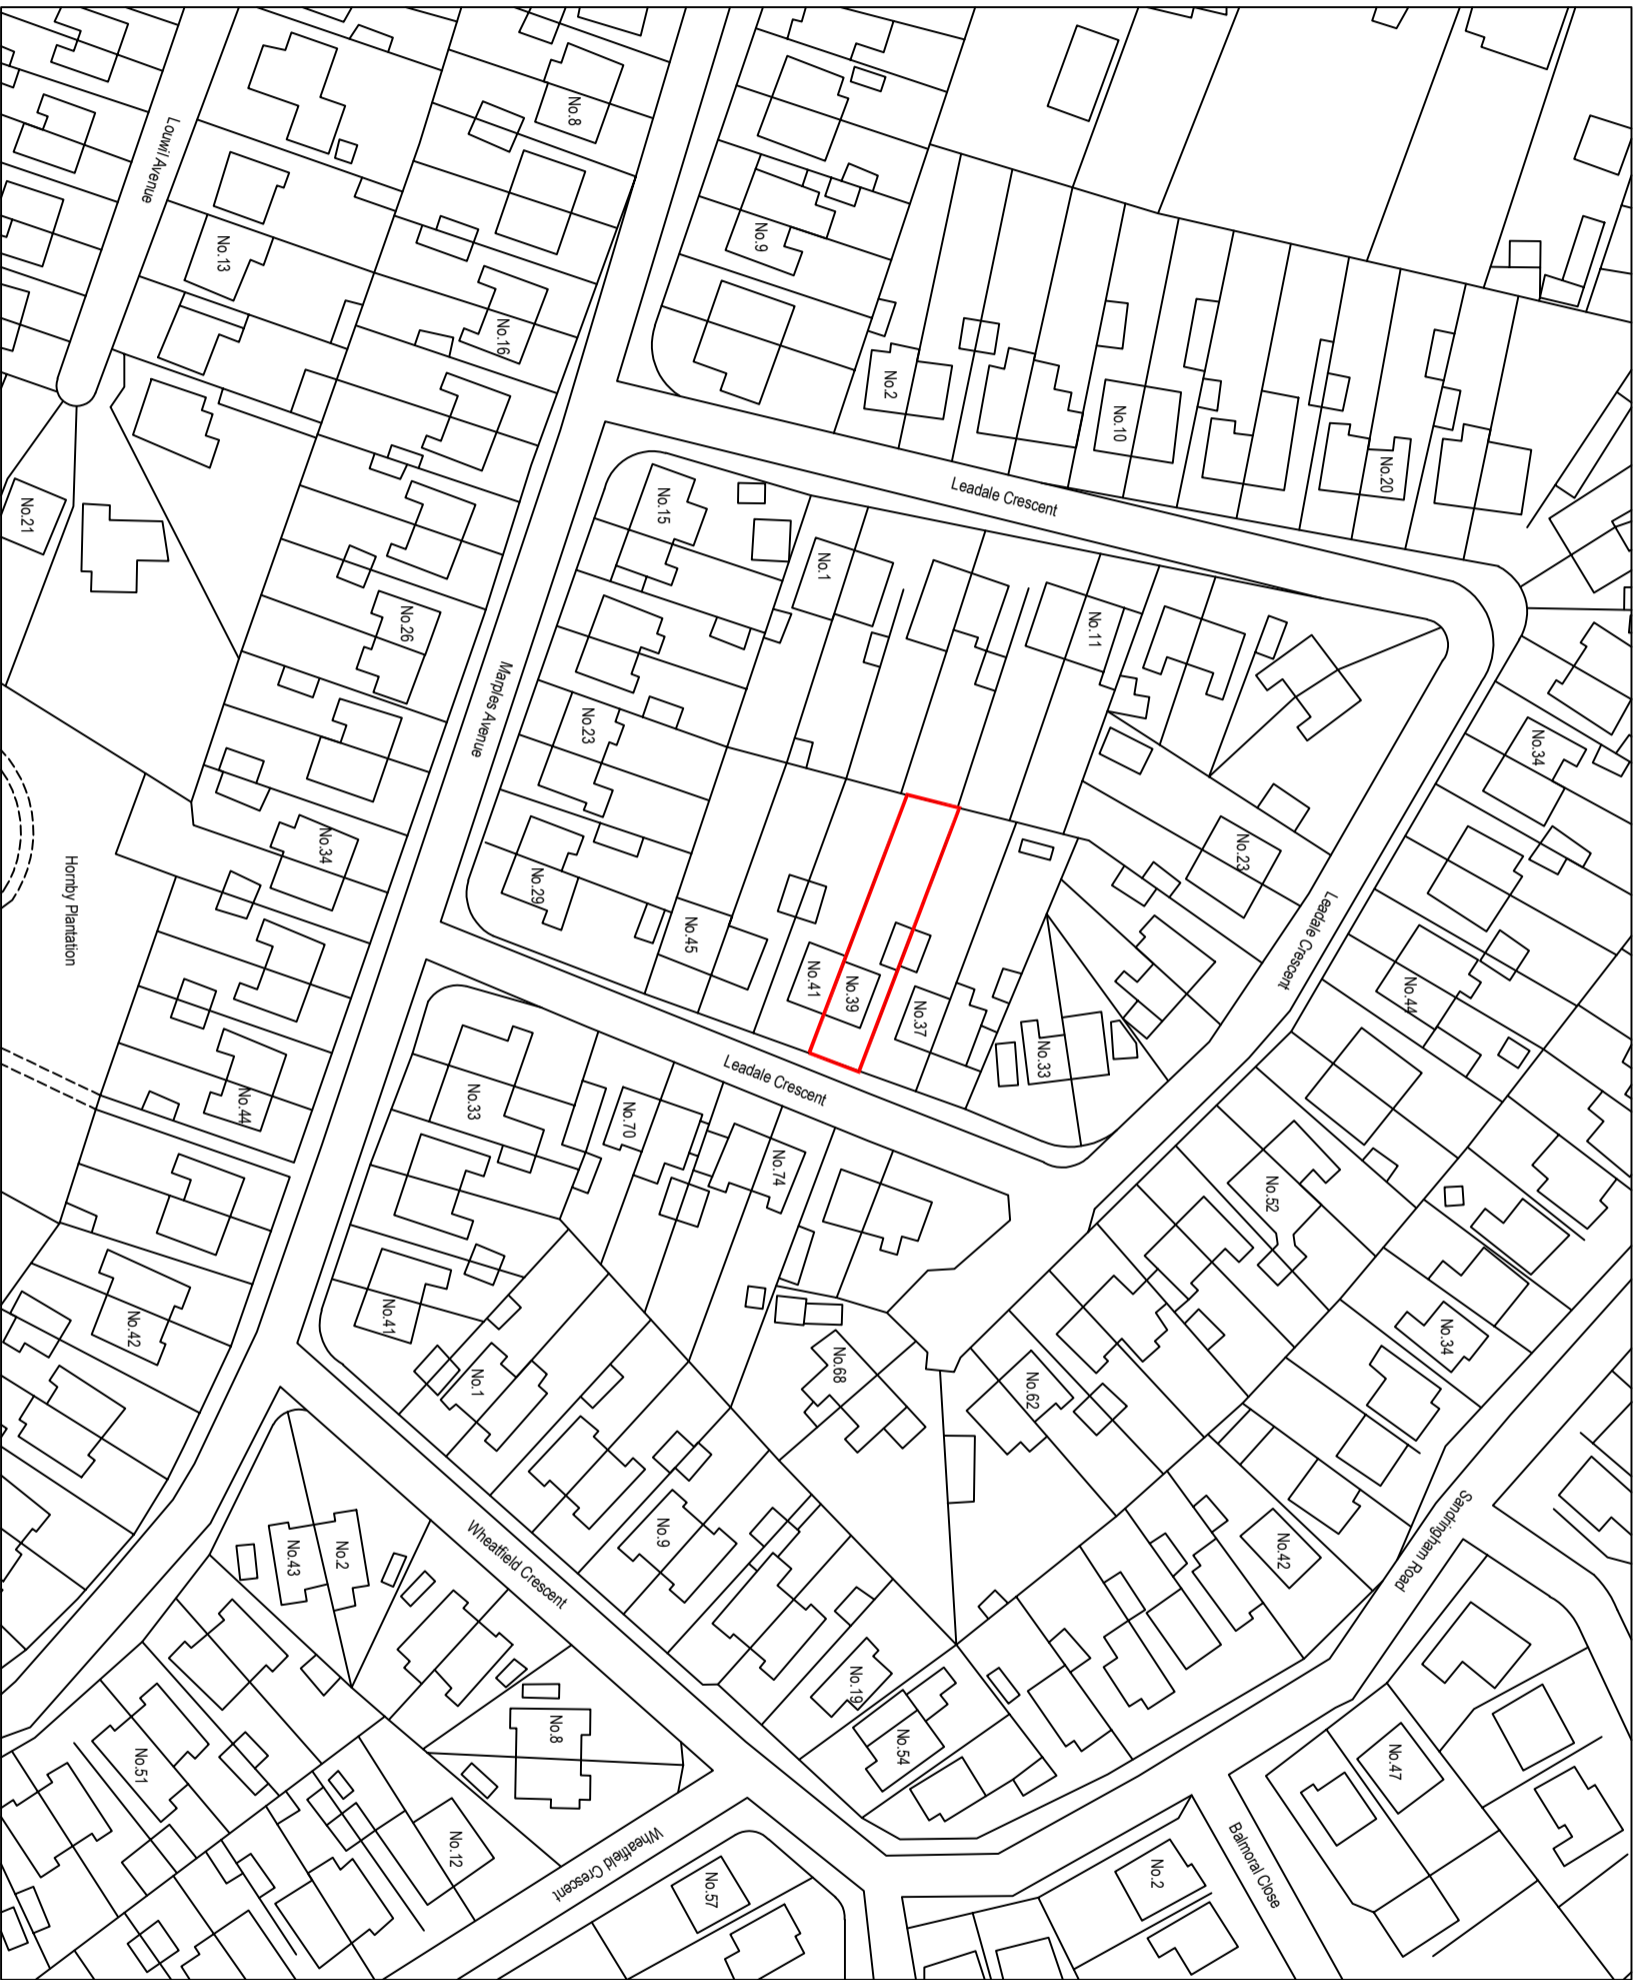 No.8
Louwil Avenue
No.9
No.13
No.16
No.2
No.10
No.20
Leadale Crescent
No.15
No.21
No.1
No.26
No.11
Marples Avenue
No.23
No.34
No.34
No.23
No.29
Hornby Plantation
No.45
Leadale Crescent
No.41
No.39
No.44
No.37
No.33
Leadale Crescent
No.33
No.44
No.70
No.74
No.52
No.41
No.42
No.34
No.68
No.1
No.62
Sandringham Road
No.9
No.43
No.2
Wheatfield Crescent
No.42
No.19
No.8
No.54
No.51
No.47
No.12
Wheatfield Crescent
No.57
No.2
Balmoral Close